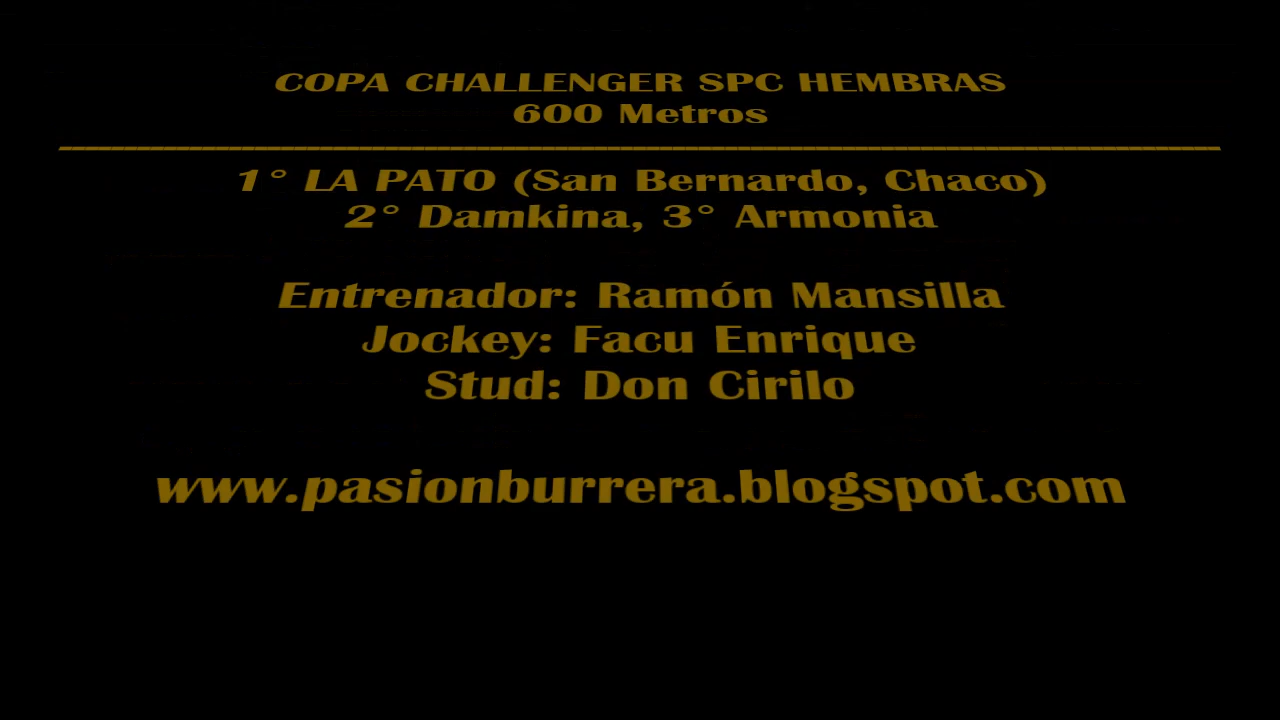 COPA CHALLENGER SPC HEMBRAS
600 Metros
1° LA PATO (San Bernardo, Chaco)
2° Damkina, 3° Armonia
Entrenador: Ramón Mansilla
Jockey: Facu Enrique
Stud: Don Cirilo
www.pasionburrera.blogspot.com